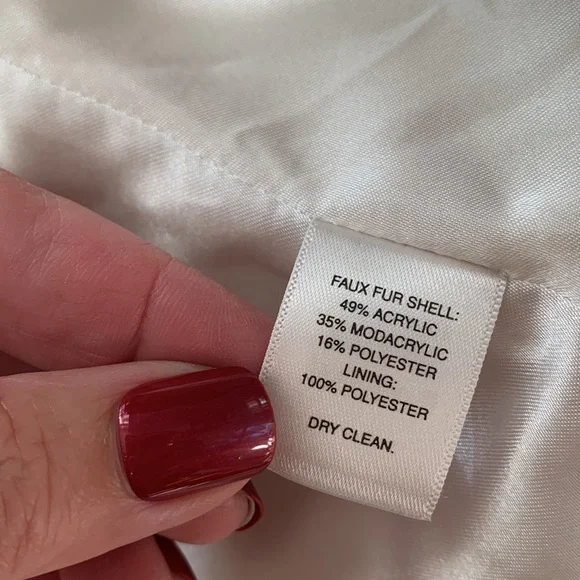 FAUX FUR SHELL:
49% ACRYLIC
35% MODACRYLIC
16% POLYESTER
LINING:
100% POLYESTER
DRY CLEAN.